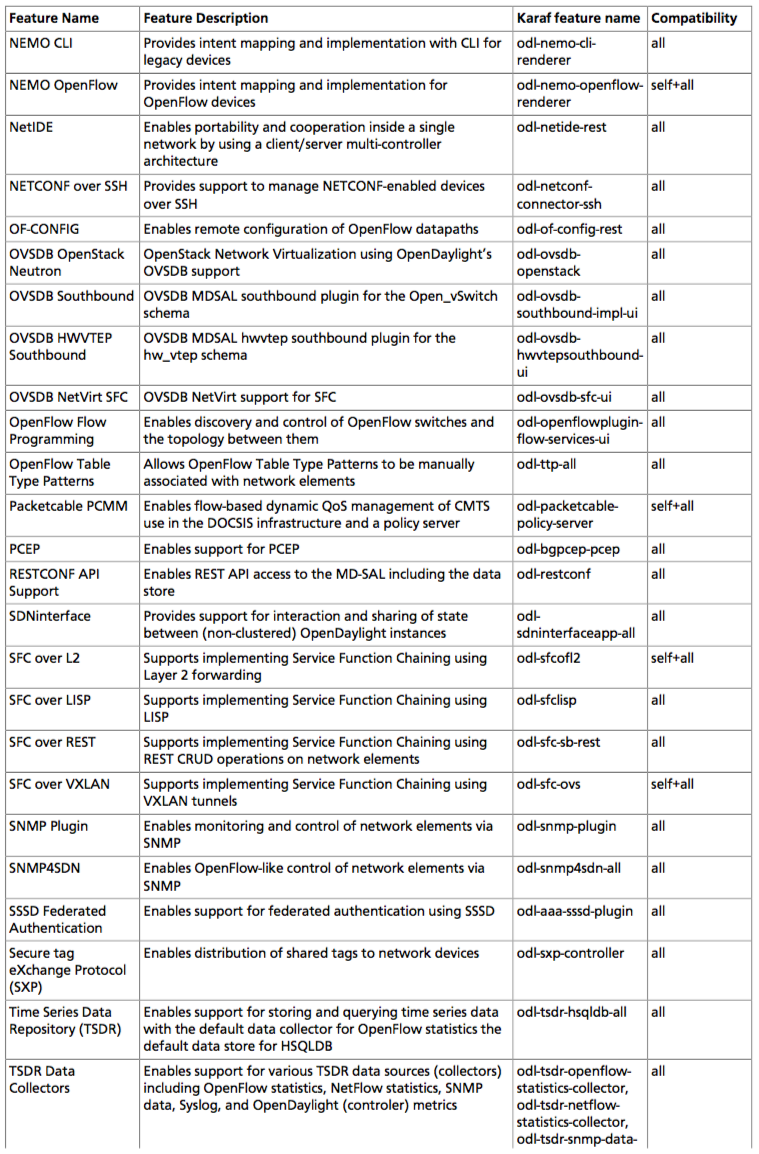 Feature Name Feature Description Karaf feature name Compatibility
NEMO CLI Provides intent mapping and implementation with CLI for odl-nemo-cli- all
legacy devices renderer
NEMO OpenFlow Provides intent mapping and implementation for odl-nemo-openflow- self+all
OpenFlow devices renderer
NetIDE Enables portability and cooperation inside a single odl-netide-rest all
network by using a client/server multi-controller
architecture
NETCONF over SSH Provides support to manage NETCONF-enabled devices odl-netconf- all
over SSH connector-ssh
OF-CONFIG Enables remote configuration of OpenFlow datapaths odl-of-config-rest all
OVSDB OpenStack OpenStack Network Virtualization using OpenDaylight's odl-ovsdb- all
Neutron OVSDB support openstack
OVSDB Southbound OVSDB MDSAL southbound plugin for the Open_vSwitch odl-ovsdb- all
schema southbound-impl-ui
OVSDB HWVTEP OVSDB MDSAL hwvtep southbound plugin for the odl-ovsdb- all
Southbound hw_vtep schema hwvtepsouthbound-
ui
OVSDB NetVirt SFC OVSDB NetVirt support for SFC odl-ovsdb-sfc-ui all
OpenFlow Flow Enables discovery and control of OpenFlow switches and odl-openflowplugin- all
Programming the topology between them flow-services-ui
OpenFlow Table Allows OpenFlow Table Type Patterns to be manually odl-ttp-all all
Type Patterns associated with network elements
Packetcable PCMM Enables flow-based dynamic QoS management of CMTS odl-packetcable- self+all
use in the DOCSIS infrastructure and a policy server policy-server
PCEP Enables support for PCEP odl-bgpcep-pcep all
RESTCONF API Enables REST API access to the MD-SAL including the data odl-restconf all
Support store
SDNinterface Provides support for interaction and sharing of state odl- all
between (non-clustered) OpenDaylight instances sdninterfaceapp-all
SFC over L2 Supports implementing Service Function Chaining using odl-sfcofl2 self+all
Layer 2 forwarding
SFC over LISP Supports implementing Service Function Chaining using odl-sfclisp all
LISP
SFC over REST Supports implementing Service Function Chaining using odl-sfc-sb-rest all
REST CRUD operations on network elements
SFC over VXLAN Supports implementing Service Function Chaining using odl-sfc-ovs self+all
VXLAN tunnels
SNMP Plugin Enables monitoring and control of network elements via odl-snmp-plugin all
SNMP
SNMP4SDN Enables OpenFlow-like control of network elements via odl-snmp4sdn-all all
SNMP
SSSD Federated Enables support for federated authentication using SSSD odl-aaa-sssd-plugin all
Authentication
Secure tag Enables distribution of shared tags to network devices odl-sxp-controller all
eXchange Protocol
(SXP)
Time Series Data Enables support for storing and querying time series data odl-tsdr-hsqldb-all all
Repository (TSDR) with the default data collector for OpenFlow statistics the
default data store for HSQLDB
TSDR Data Enables support for various TSDR data sources (collectors) odl-tsdr-openflow- all
Collectors including OpenFlow statistics, NetFlow statistics, SNMP statistics-collector,
data, Syslog, and OpenDaylight (controler) metrics odl-tsdr-netflow-
statistics-collector,
odl-tsdr-snmp-data-